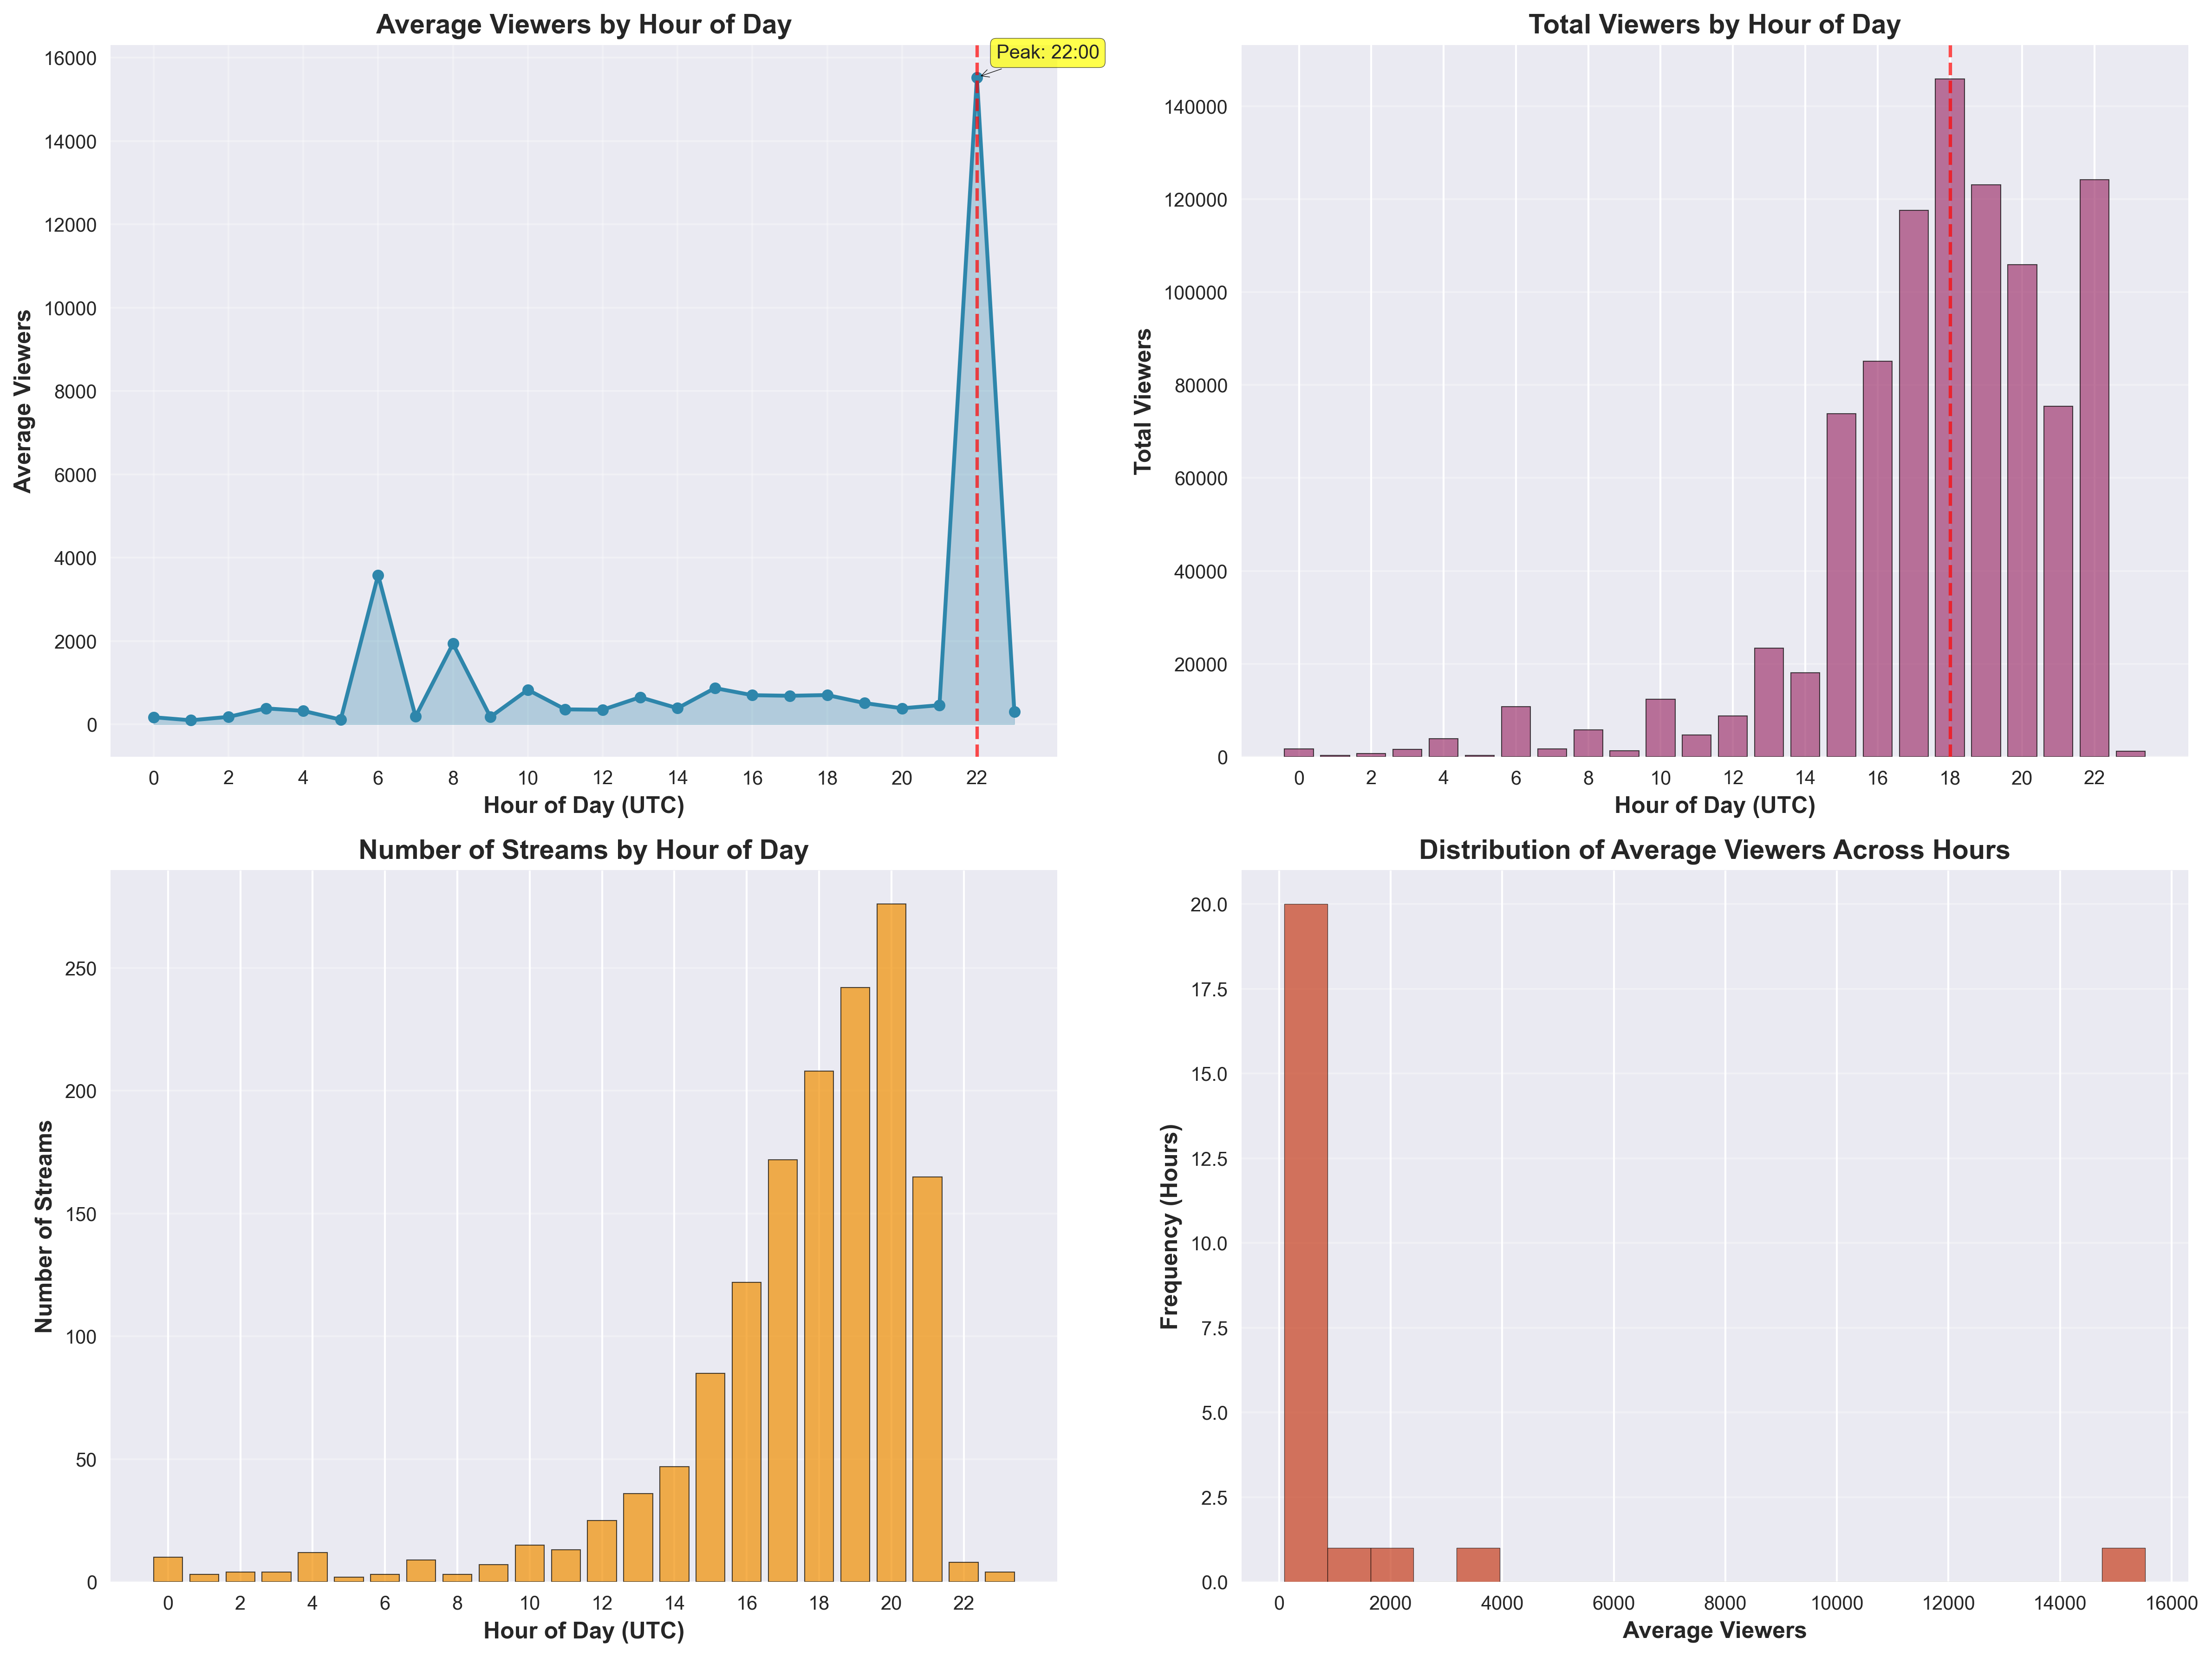 Average Viewers by Hour of Day
Peak: 22:00
16000
14000
12000
10000
8000
6000
4000
2000
0
Average Viewers
0 2 4 6 8 10 12 14 16 18 20 22
Hour of Day (UTC)
Total Viewers by Hour of Day
140000
120000
100000
80000
60000
40000
20000
0
Total Viewers
0 2 4 6 8 10 12 14 16 18 20 22
Hour of Day (UTC)
Number of Streams by Hour of Day
250
200
150
100
50
0
Number of Streams
0 2 4 6 8 10 12 14 16 18 20 22
Hour of Day (UTC)
Distribution of Average Viewers Across Hours
20.0
17.5
15.0
12.5
10.0
7.5
5.0
2.5
0.0
Frequency (Hours)
0 2000 4000 6000 8000 10000 12000 14000 16000
Average Viewers